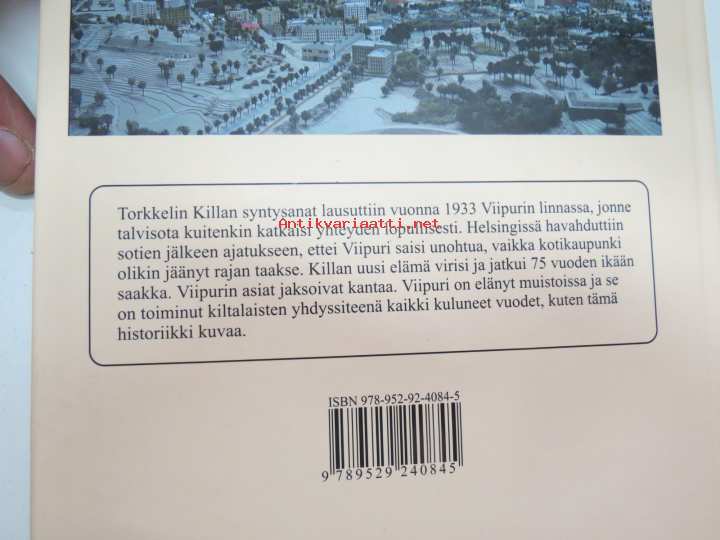 Torkkelin Killan syntysanat lausuttiin vuonna 1933 Viipurin linnassa, jonne
Antikvariaatti.net
talvisota kuitenkin katkaisi yhteyden lopullisesti. Helsingissä havahduttiin
sotien jälkeen ajatukseen, ettei Viipuri saisi unohtua, vaikka kotikaupunki
olikin jäänyt rajan taakse. Killan uusi elämä virisi ja jatkui 75 vuoden ikään
saakka. Viipurin asiat jaksoivat kantaa. Viipuri on elänyt muistoissa ja se
on toiminut kiltalaisten yhdyssiteenä kaikki kuluneet vuodet, kuten tämä
historiikki kuvaa.
ISBN 978-952-92-4084-5
9 789529 240845